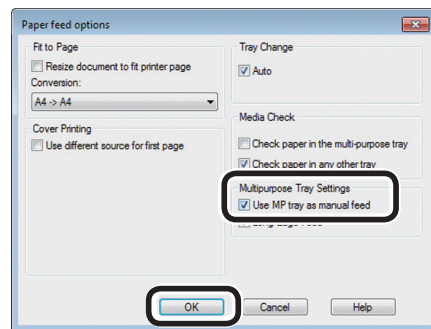 Paper feed options
Fit to Page
Resize document to fit printer page
Conversion:
A4 -> A4
Cover Printing
Use different source for first page
Tray Change
Auto
Media Check
Check paper in the multi-purpose tray
Check paper in any other tray
Multipurpose Tray Settings
Use MP tray as manual feed
OK
Cancel
Help